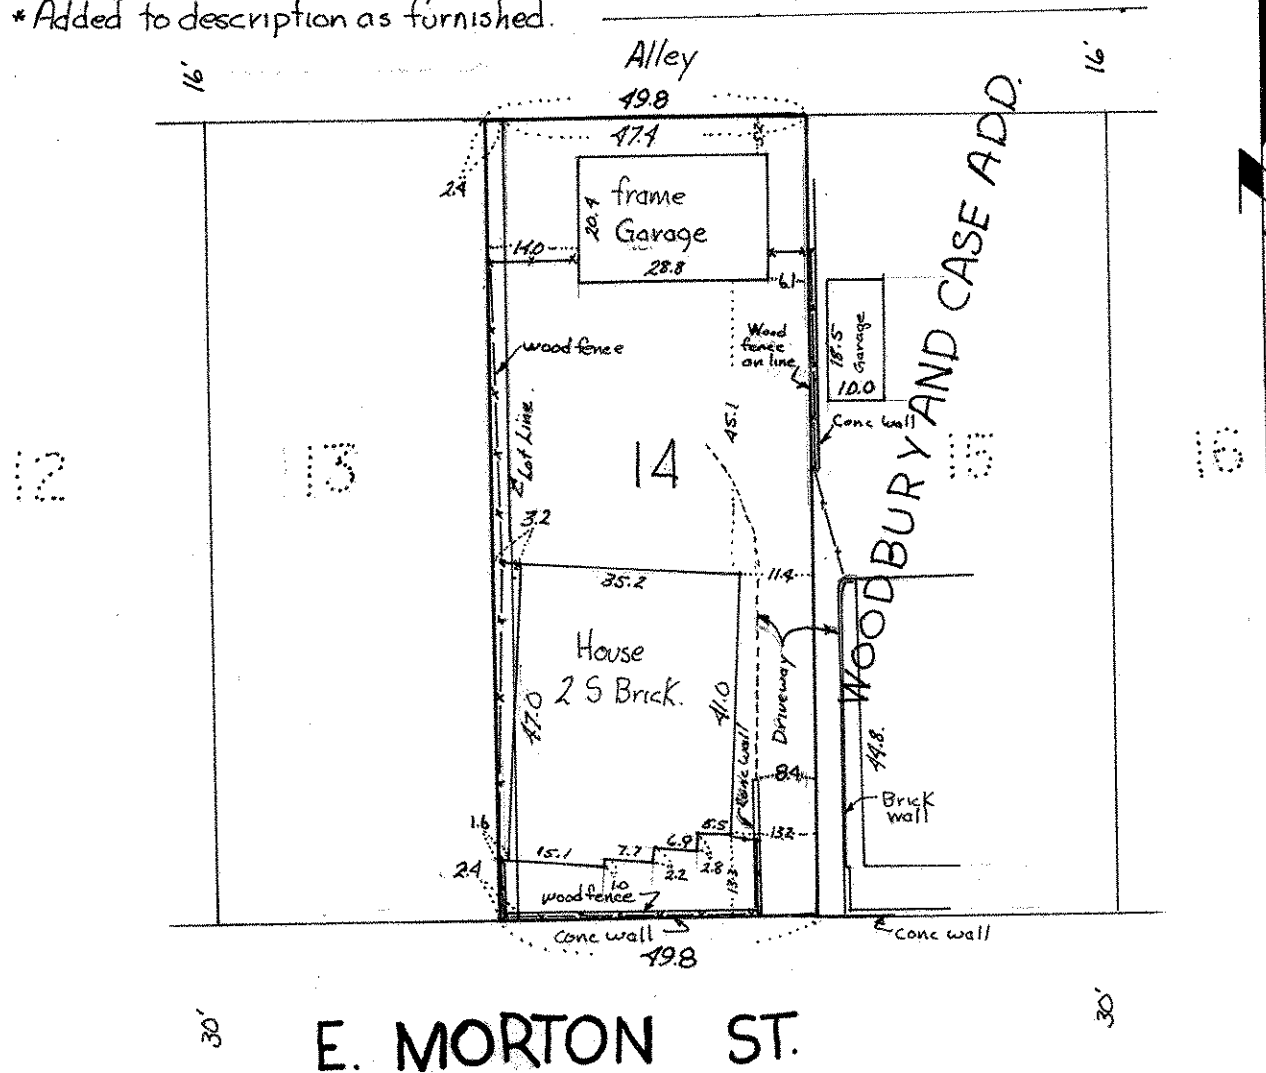 * Added to description as furnished.
Alley
16'
16'
49.8
47.4
2.4
frame
Garage
20.4
28.8
14.0
6.1
wood fence
Wood
fence
on line
18.5
Garage
10.0
Conc wall
Lot Line.
45.1
12
13
14
15
16
WOODBURY AND CASE ADD.
3.2
35.2
11.4
House
2 S Brick.
47.0
41.0
Conc wall
Driveway
8.4
44.8
Brick
wall
1.6
2.4
15.1
7.7
6.9
5.5
13.2
1.0
2.2
2.8
13.3
wood fence
Conc wall
Conc wall
49.8
30'
30'
E. MORTON ST.